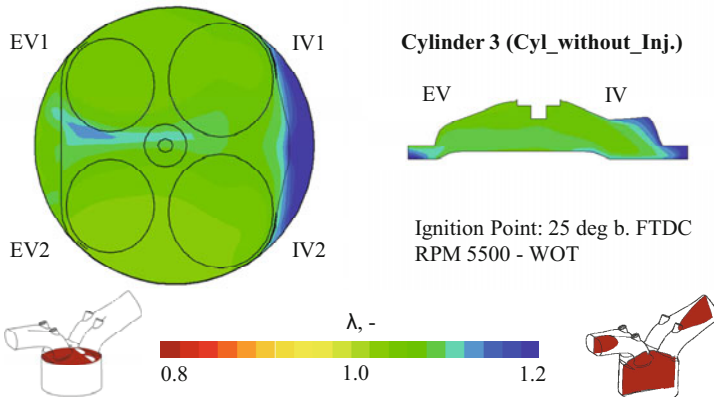 EV1
IV1
Cylinder 3 (Cyl_without_Inj.)
EV
IV
Ignition Point: 25 deg b. FTDC
RPM 5500 - WOT
EV2
IV2
λ, -
0.8
1.0
1.2